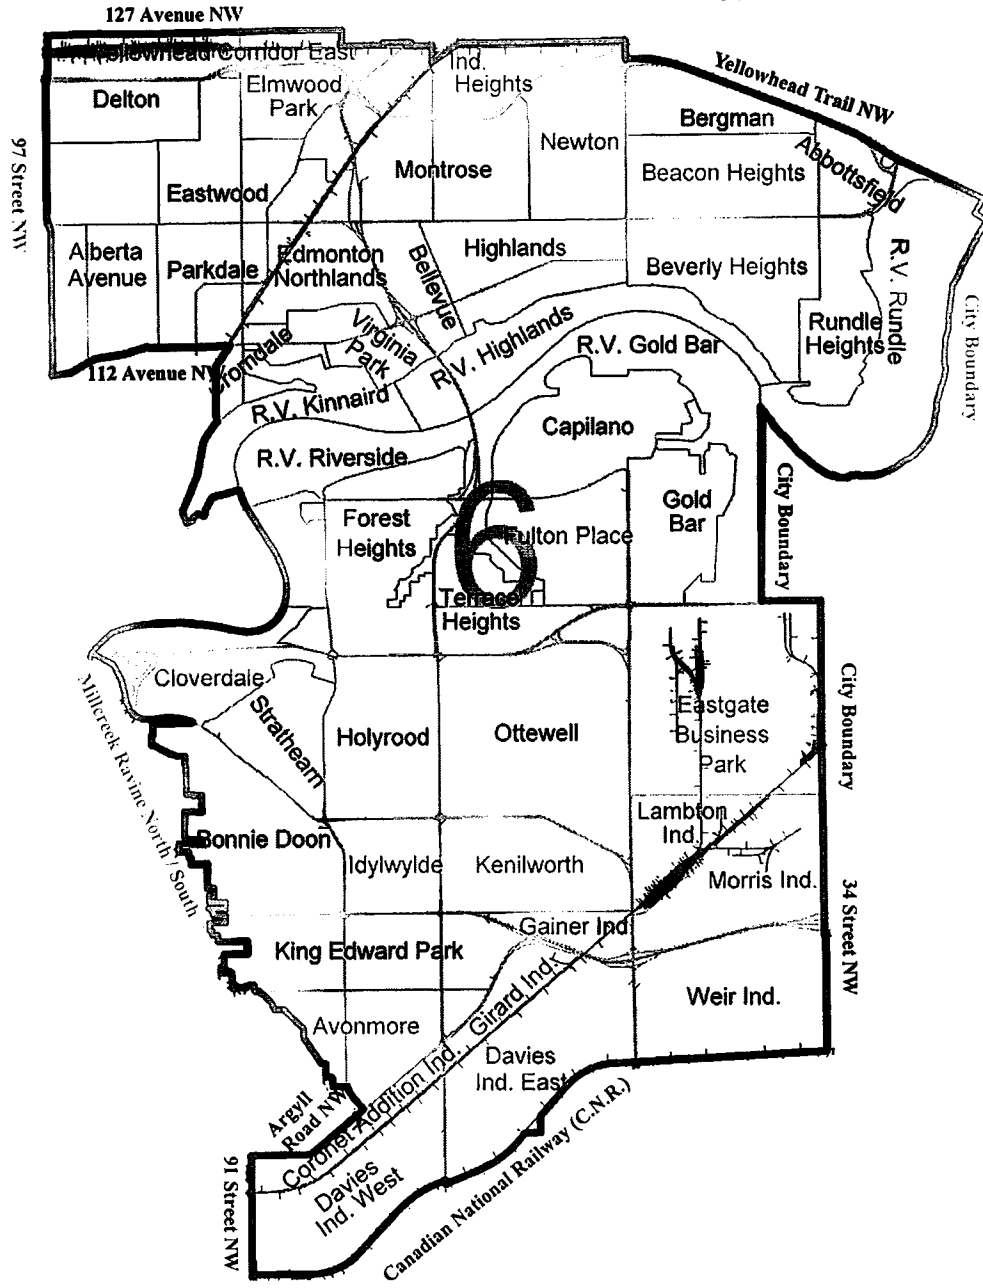 127 Avenue NW
Yellowhead Corridor East
Ind.
Heights
Yellowhead Trail NW
Delton
Elmwood
Park
Bergman
97 Street NW
Newton
Abbottsfield
Montrose
Beacon Heights
Eastwood
Alberta
Avenue
Parkdale
Edmonton
Northlands
Bellevue
Highlands
Beverly Heights
R.V. Rundle
City Boundary
Virginia
Park
Cromdale
R.V. Highlands
R.V. Gold Bar
Rundle
Heights
112 Avenue NW
R.V. Kinnaird
Capilano
R.V. Riverside
City Boundary
Gold
Bar
Forest
Heights
6
Fulton Place
Terrace
Heights
Cloverdale
City Boundary
Millcreek Ravine North / South
Strathearn
Holyrood
Ottewell
Eastgate
Business
Park
Lambton
Ind.
Bonnie Doon
Idylwylde
Kenilworth
Morris Ind.
34 Street NW
Gainer Ind.
King Edward Park
Girard Ind.
Weir Ind.
Avonmore
Davies
Ind. East
Argyll
Road NW
Coronet Addition Ind.
Canadian National Railway (C.N.R.)
91 Street NW
Davies
Ind. West